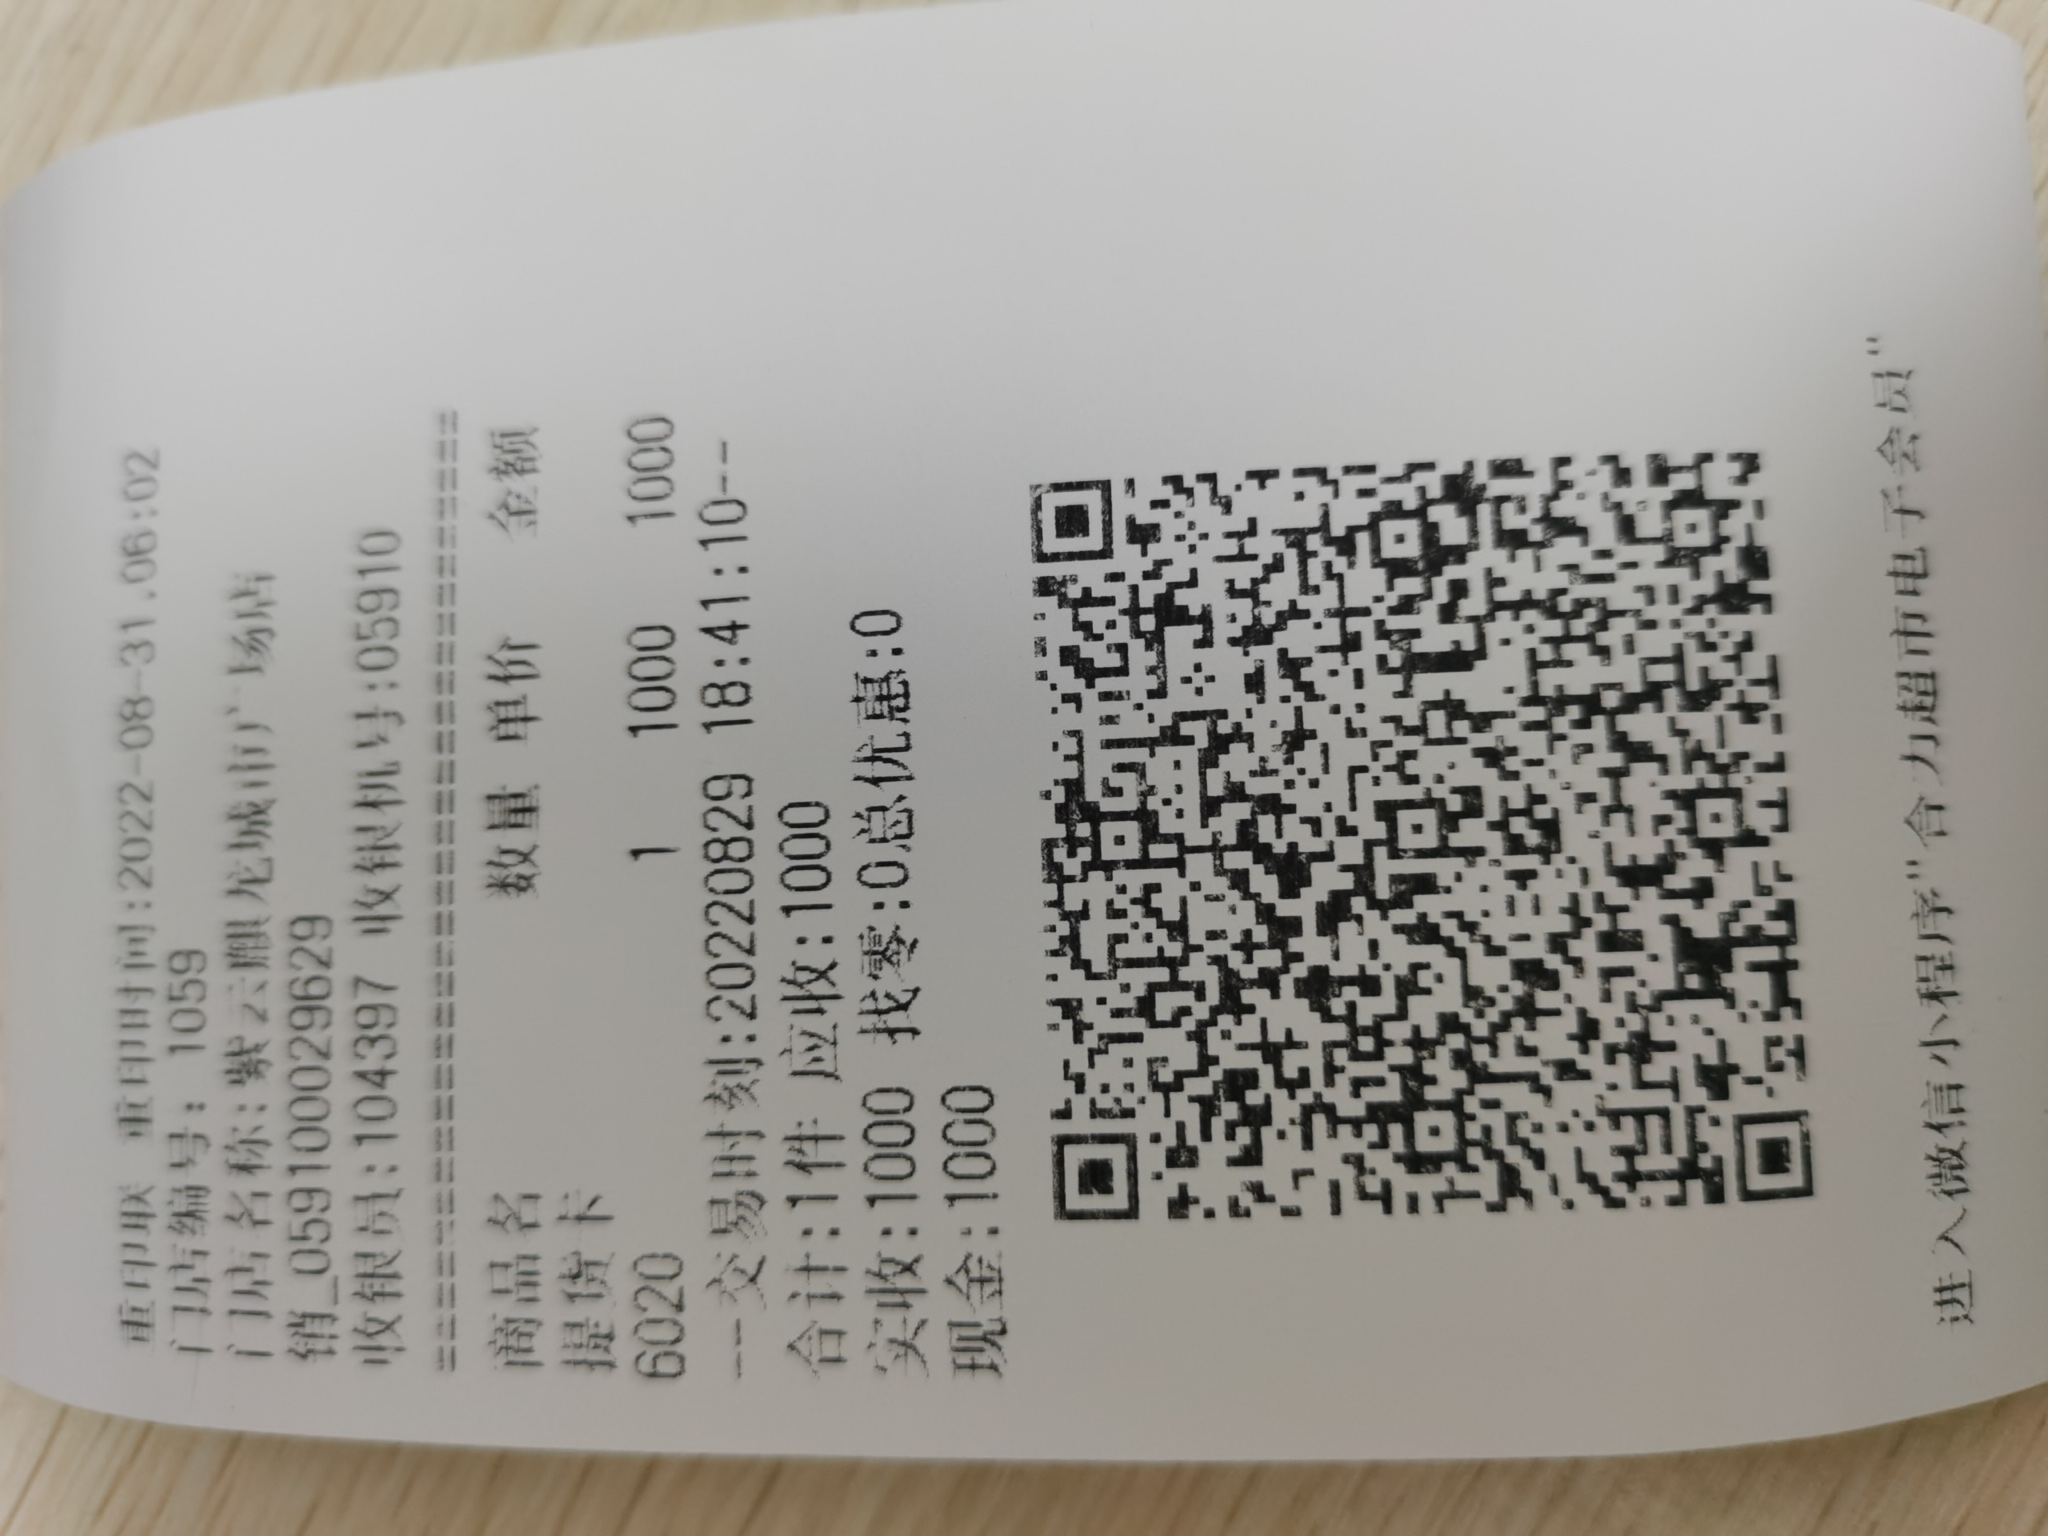 重印联 重印时间:2022-08-31.06:02
门店编号: 1059
门店名称:紫云麒龙城市广场店
销_0591000296629
收银员:104397 收银机号:059910
================================
商品名 数量 单价 金额
提货卡
6020 1 1000 1000
--交易时刻:20220829 18:41:10--
合计:1件 应收:1000
实收:1000 找零:0总优惠:0
现金:1000
进入微信小程序"合力超市电子会员"